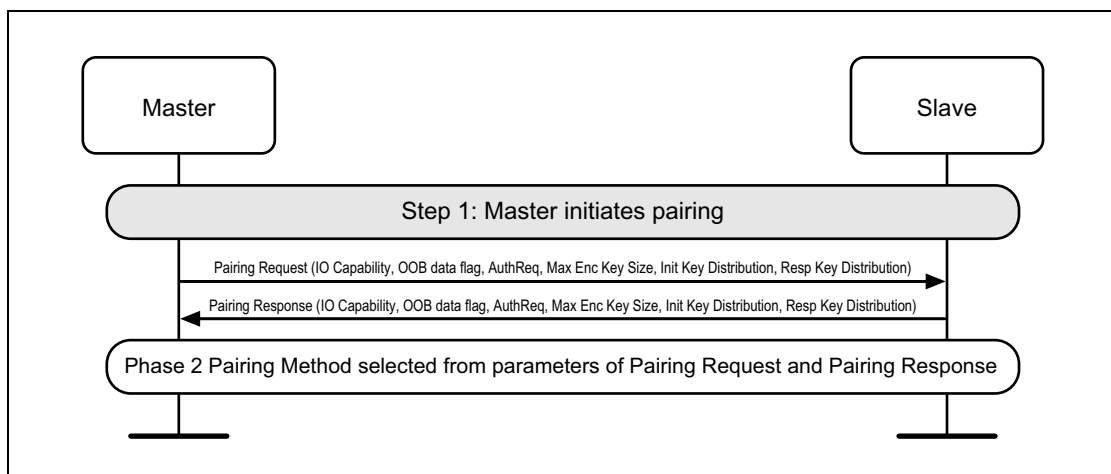 Master
Slave
Step 1: Master initiates pairing
Pairing Request (IO Capability, OOB data flag, AuthReq, Max Enc Key Size, Init Key Distribution, Resp Key Distribution)
Pairing Response (IO Capability, OOB data flag, AuthReq, Max Enc Key Size, Init Key Distribution, Resp Key Distribution)
Phase 2 Pairing Method selected from parameters of Pairing Request and Pairing Response